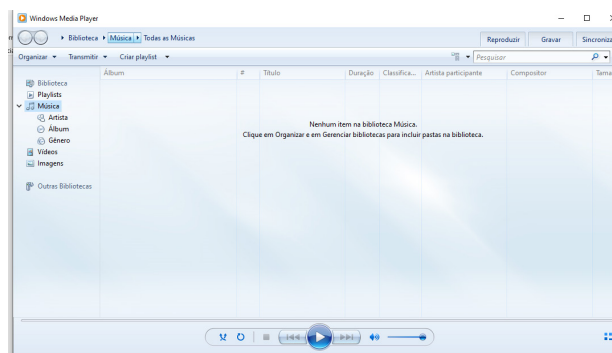 Windows Media Player
Biblioteca Música Todas as Músicas
Reproduzir Gravar Sincroniza
Organizar Transmitir Criar playlist Pesquisar
Álbum # Título Duração Classifica... Artista participante Compositor Tama
Biblioteca
Playlists
Música
Artista
Álbum
Gênero
Vídeos
Imagens
Outras Bibliotecas
Nenhum item na biblioteca Música.
Clique em Organizar e em Gerenciar bibliotecas para incluir pastas na biblioteca.